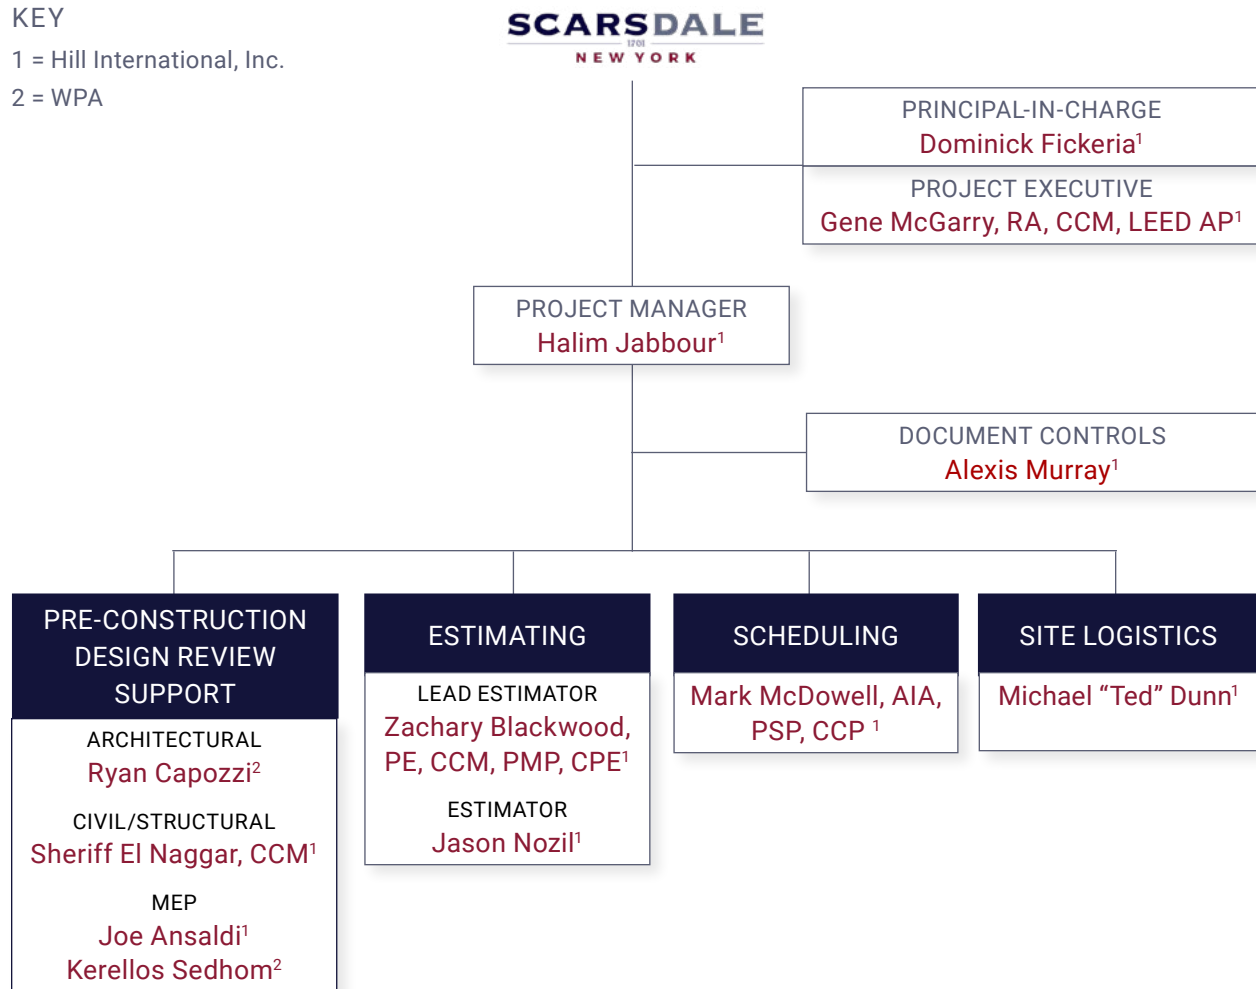 KEY
1 = Hill International, Inc.
2 = WPA
SCARSDALE
1701
NEW YORK
PRINCIPAL-IN-CHARGE
Dominick Fickeria¹
PROJECT EXECUTIVE
Gene McGarry, RA, CCM, LEED AP¹
PROJECT MANAGER
Halim Jabbour¹
DOCUMENT CONTROLS
Alexis Murray¹
PRE-CONSTRUCTION
DESIGN REVIEW
SUPPORT
ARCHITECTURAL
Ryan Capozzi²
CIVIL/STRUCTURAL
Sheriff El Naggar, CCM¹
MEP
Joe Ansaldi¹
Kerellos Sedhom²
ESTIMATING
LEAD ESTIMATOR
Zachary Blackwood,
PE, CCM, PMP, CPE¹
ESTIMATOR
Jason Nozil¹
SCHEDULING
Mark McDowell, AIA,
PSP, CCP ¹
SITE LOGISTICS
Michael “Ted” Dunn¹